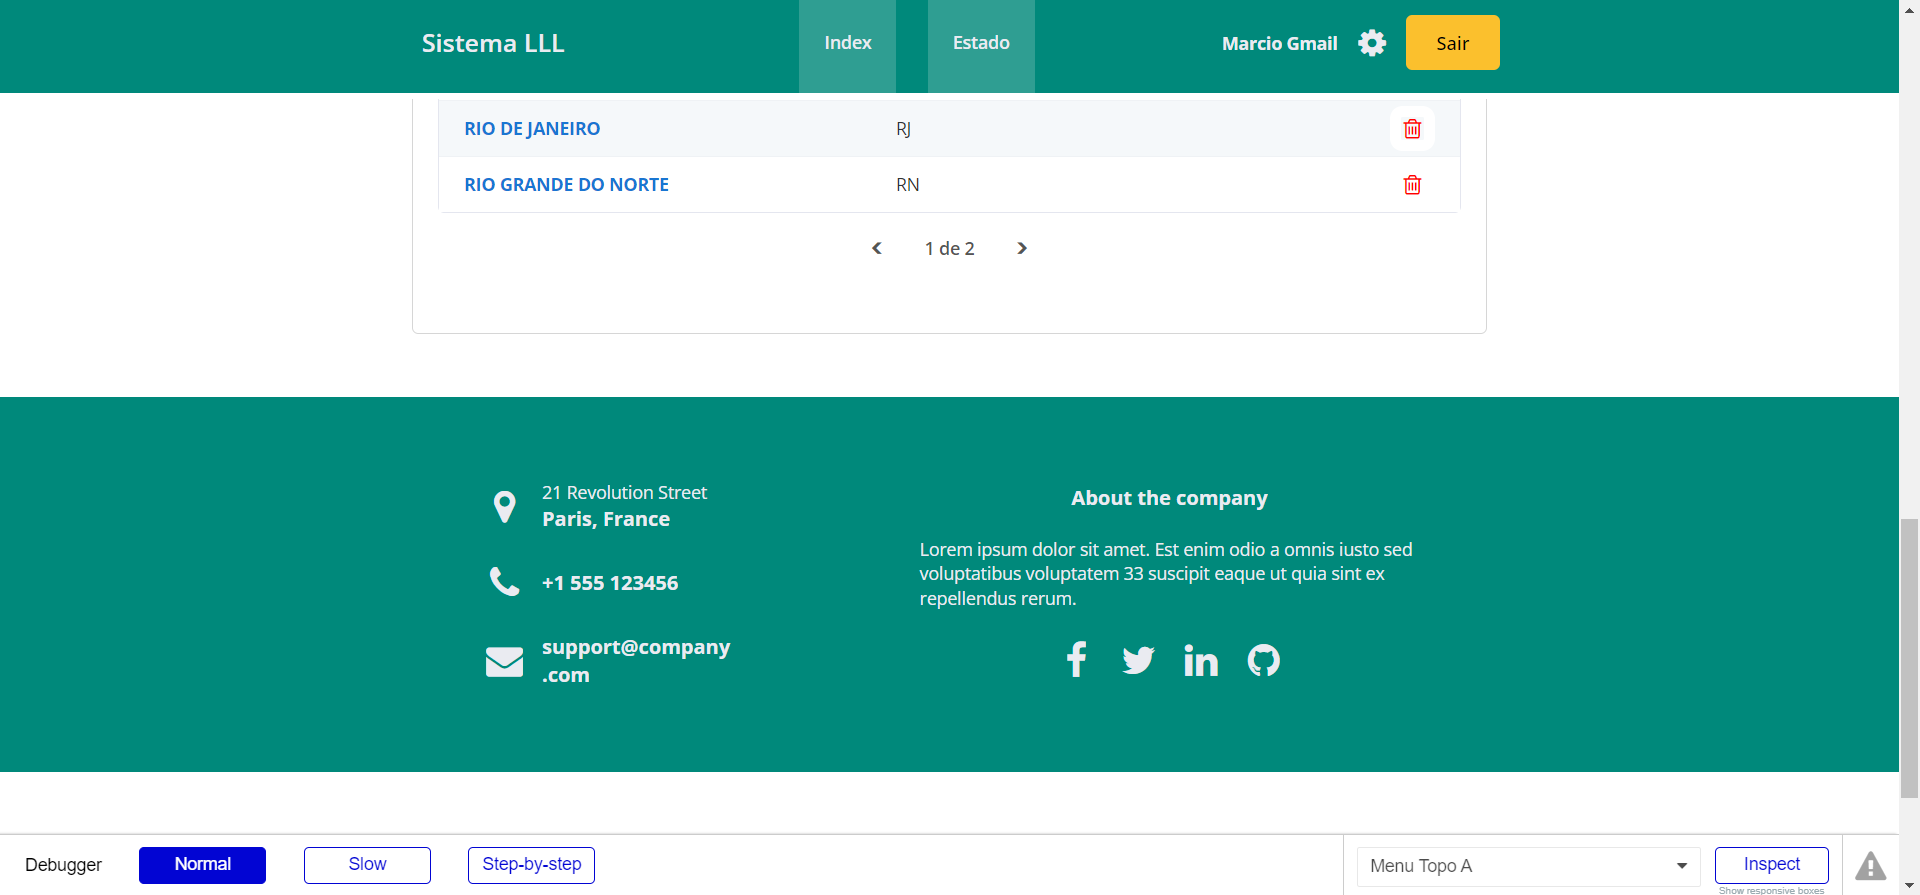 Sistema LLL
Index
Estado
Marcio Gmail
Sair
RIO DE JANEIRO
RJ
RIO GRANDE DO NORTE
RN
1 de 2
21 Revolution Street
Paris, France
+1 555 123456
support@company
.com
About the company
Lorem ipsum dolor sit amet. Est enim odio a omnis iusto sed
voluptatibus voluptatem 33 suscipit eaque ut quia sint ex
repellendus rerum.
Debugger
Normal
Slow
Step-by-step
Menu Topo A
Inspect
Show responsive boxes